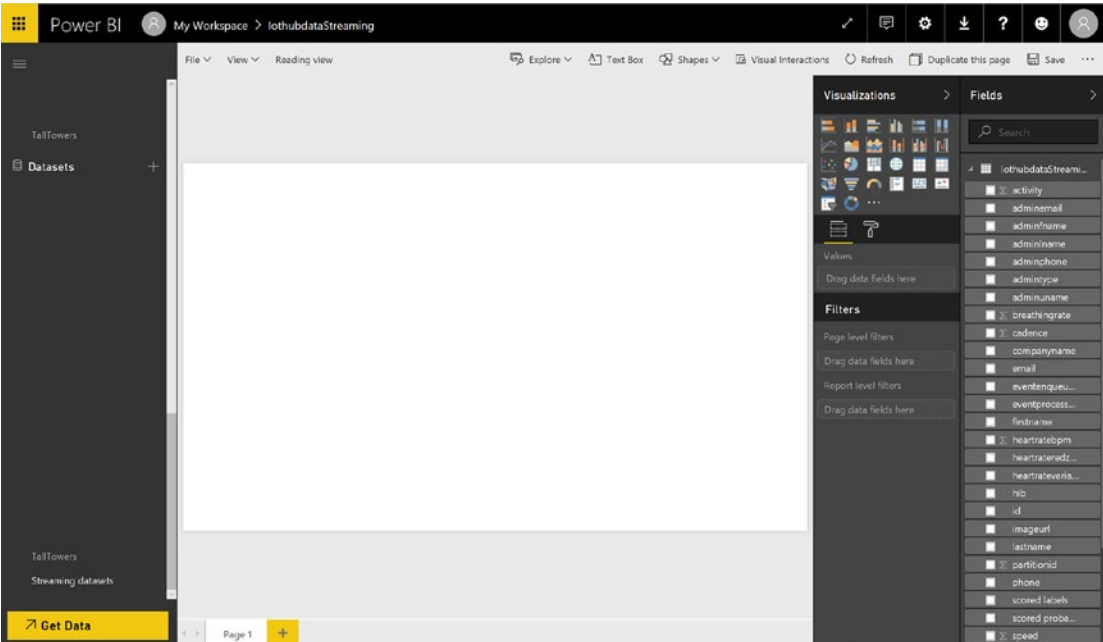 Power BI My Workspace > IothubdataStreaming
File View Reading view Explore Text Box Shapes Visual Interactions Refresh Duplicate this page Save ...
TallTowers
Datasets
TallTowers
Streaming datasets
Get Data
Page 1
Visualizations
Values
Drag data fields here
Filters
Page level filters
Drag data fields here
Report level filters
Drag data fields here
Fields
Search
IothubdataStreami...
activity
adminemail
adminfname
adminlname
adminphone
admintype
adminuname
breathingrate
cadence
companyname
email
eventenqueu...
eventprocess...
firstname
heartratebpm
heartrateredz...
heartratevaria...
hib
id
imageurl
lastname
partitionid
phone
scored labels
scored proba...
speed